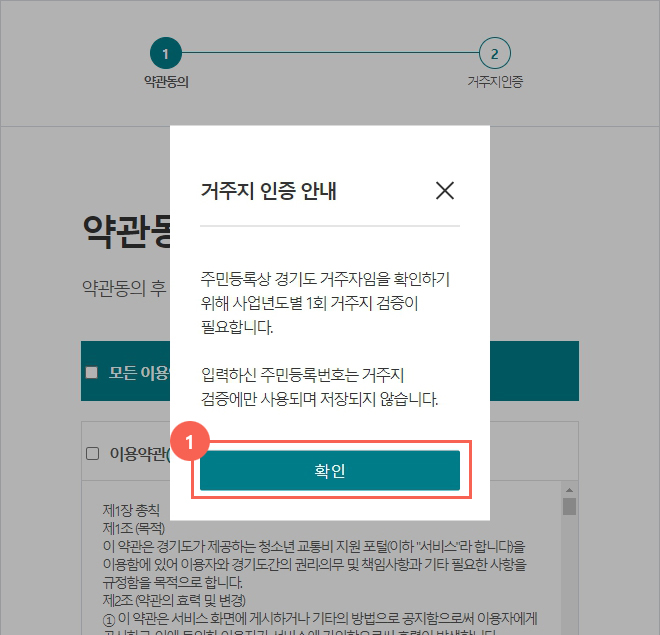 1
2
약관동의
거주지인증
거주지 인증 안내
약관동
약관동의 후
주민등록상 경기도 거주자임을 확인하기
위해 사업년도별 1회 거주지 검증이
필요합니다.
모든 이용
입력하신 주민등록번호는 거주지
검증에만 사용되며 저장되지 않습니다.
1
이용약관(
확인
제1장 총칙
제1조 (목적)
이 약관은 경기도가 제공하는 청소년 교통비 지원 포털(이하 "서비스"라 합니다)을
이용함에 있어 이용자와 경기도간의 권리의무 및 책임사항과 기타 필요한 사항을
규정함을 목적으로 합니다.
제2조 (약관의 효력 및 변경)
① 이 약관은 서비스 화면에 게시하거나 기타의 방법으로 공지함으로써 이용자에게